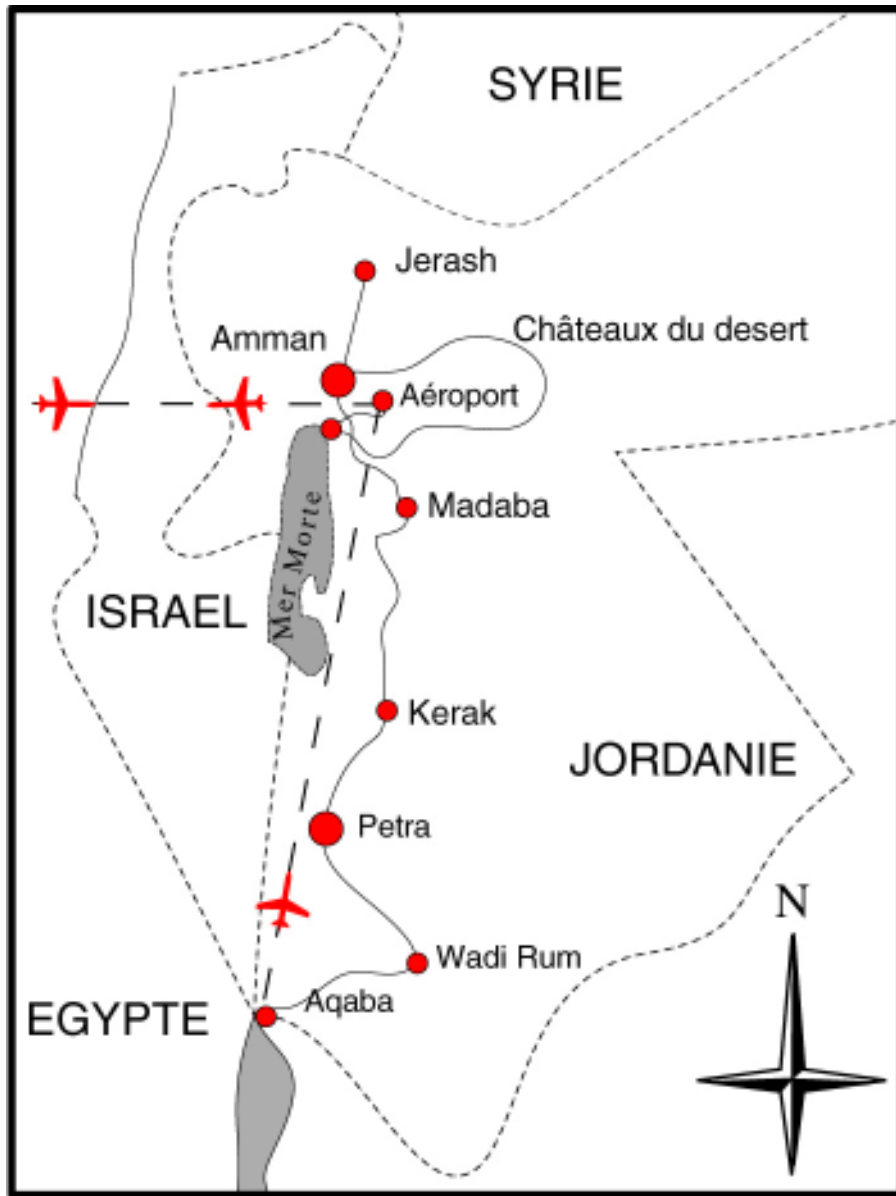 SYRIE
Jerash
Châteaux du desert
Amman
Aéroport
Madaba
Mer Morte
ISRAEL
Kerak
JORDANIE
Petra
N
Wadi Rum
Aqaba
EGYPTE